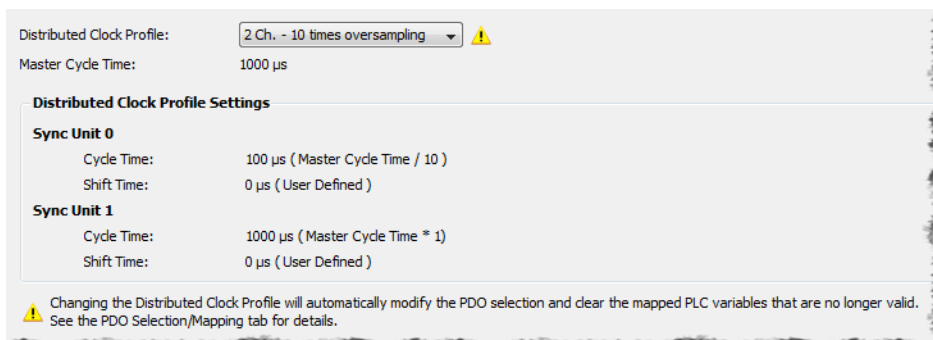 Distributed Clock Profile: 2 Ch. - 10 times oversampling
Master Cycle Time: 1000 µs
Distributed Clock Profile Settings
Sync Unit 0
Cycle Time: 100 µs ( Master Cycle Time / 10 )
Shift Time: 0 µs ( User Defined )
Sync Unit 1
Cycle Time: 1000 µs ( Master Cycle Time * 1)
Shift Time: 0 µs ( User Defined )
Changing the Distributed Clock Profile will automatically modify the PDO selection and clear the mapped PLC variables that are no longer valid.
See the PDO Selection/Mapping tab for details.